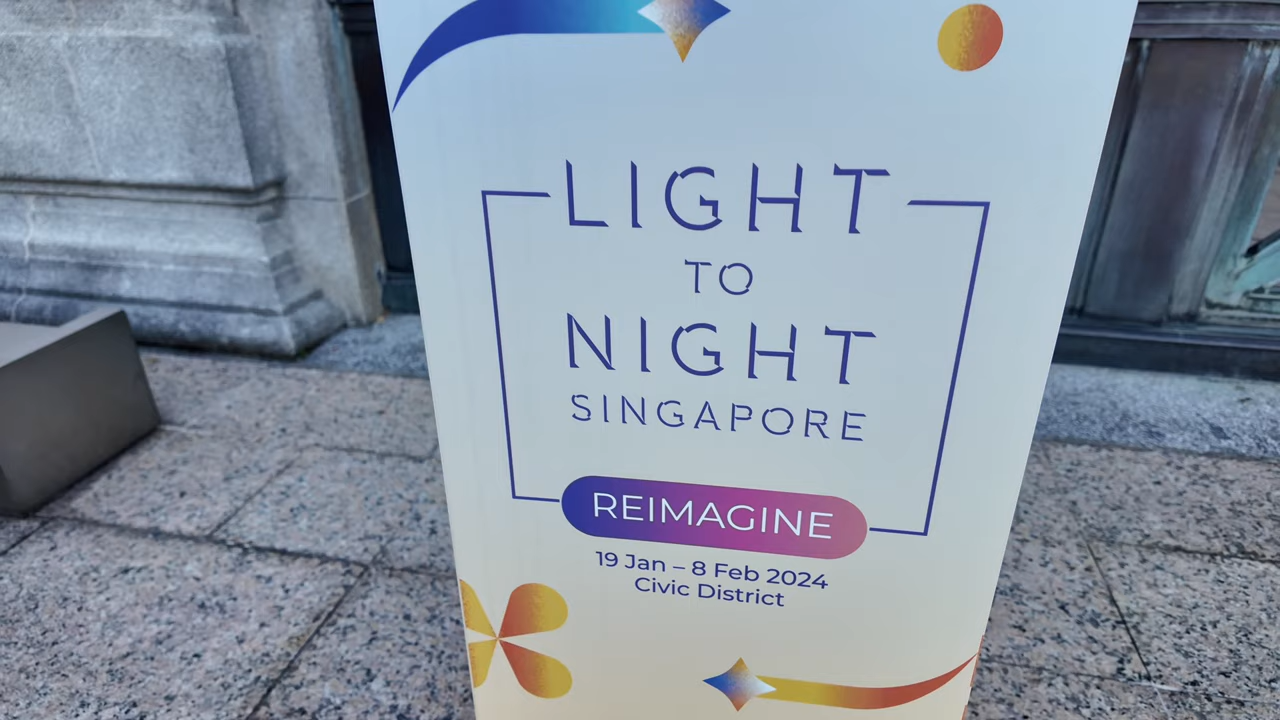 LIGHT
TO
NIGHT
SINGAPORE
REIMAGINE
19 Jan – 8 Feb 2024
Civic District